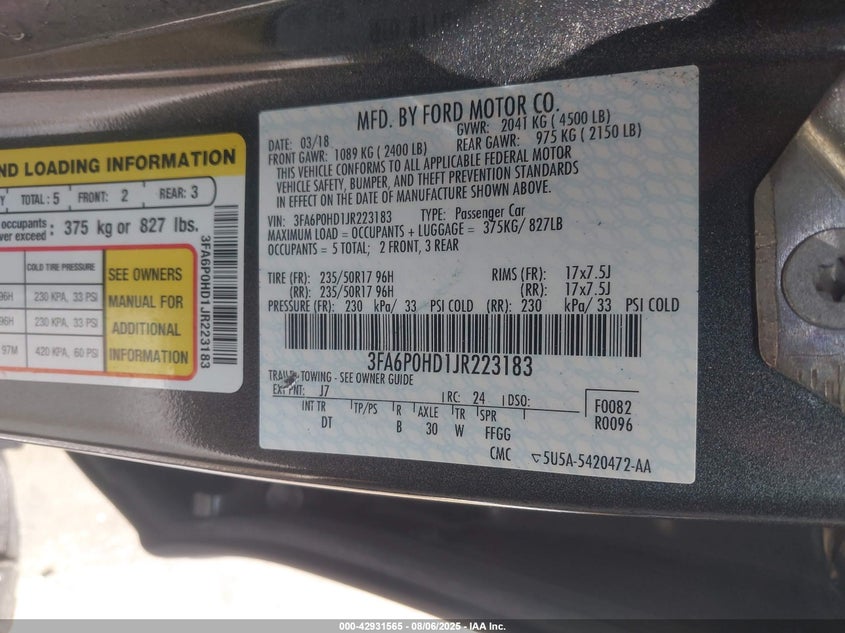 ND LOADING INFORMATION
Y TOTAL: 5 FRONT: 2 REAR: 3
occupants
ver exceed : 375 kg or 827 lbs.
COLD TIRE PRESSURE
96H 230 KPA, 33 PSI
96H 230 KPA, 33 PSI
97M 420 KPA, 60 PSI
SEE OWNERS
MANUAL FOR
ADDITIONAL
INFORMATION
3FA6P0HD1JR223183
MFD. BY FORD MOTOR CO.
DATE: 03/18 GVWR: 2041 KG ( 4500 LB)
FRONT GAWR: 1089 KG ( 2400 LB) REAR GAWR: 975 KG ( 2150 LB)
THIS VEHICLE CONFORMS TO ALL APPLICABLE FEDERAL MOTOR
VEHICLE SAFETY, BUMPER, AND THEFT PREVENTION STANDARDS
IN EFFECT ON THE DATE OF MANUFACTURE SHOWN ABOVE.
VIN: 3FA6P0HD1JR223183 TYPE: Passenger Car
MAXIMUM LOAD = OCCUPANTS + LUGGAGE = 375KG/ 827LB
OCCUPANTS = 5 TOTAL; 2 FRONT, 3 REAR
TIRE (FR): 235/50R17 96H RIMS (FR): 17x7.5J
(RR): 235/50R17 96H (RR): 17x7.5J
PRESSURE (FR): 230 kPa/ 33 PSI COLD (RR): 230 kPa/ 33 PSI COLD
3FA6P0HD1JR223183
TOWING - SEE OWNER GUIDE
EXT PNT: J7 RC: 24 DSO:
INT TR TP/PS R AXLE TR SPR
DT B 30 W FFGG
F0082
R0096
CMC 5U5A-5420472-AA
000-42931565 - 08/06/2025 - IAA Inc.